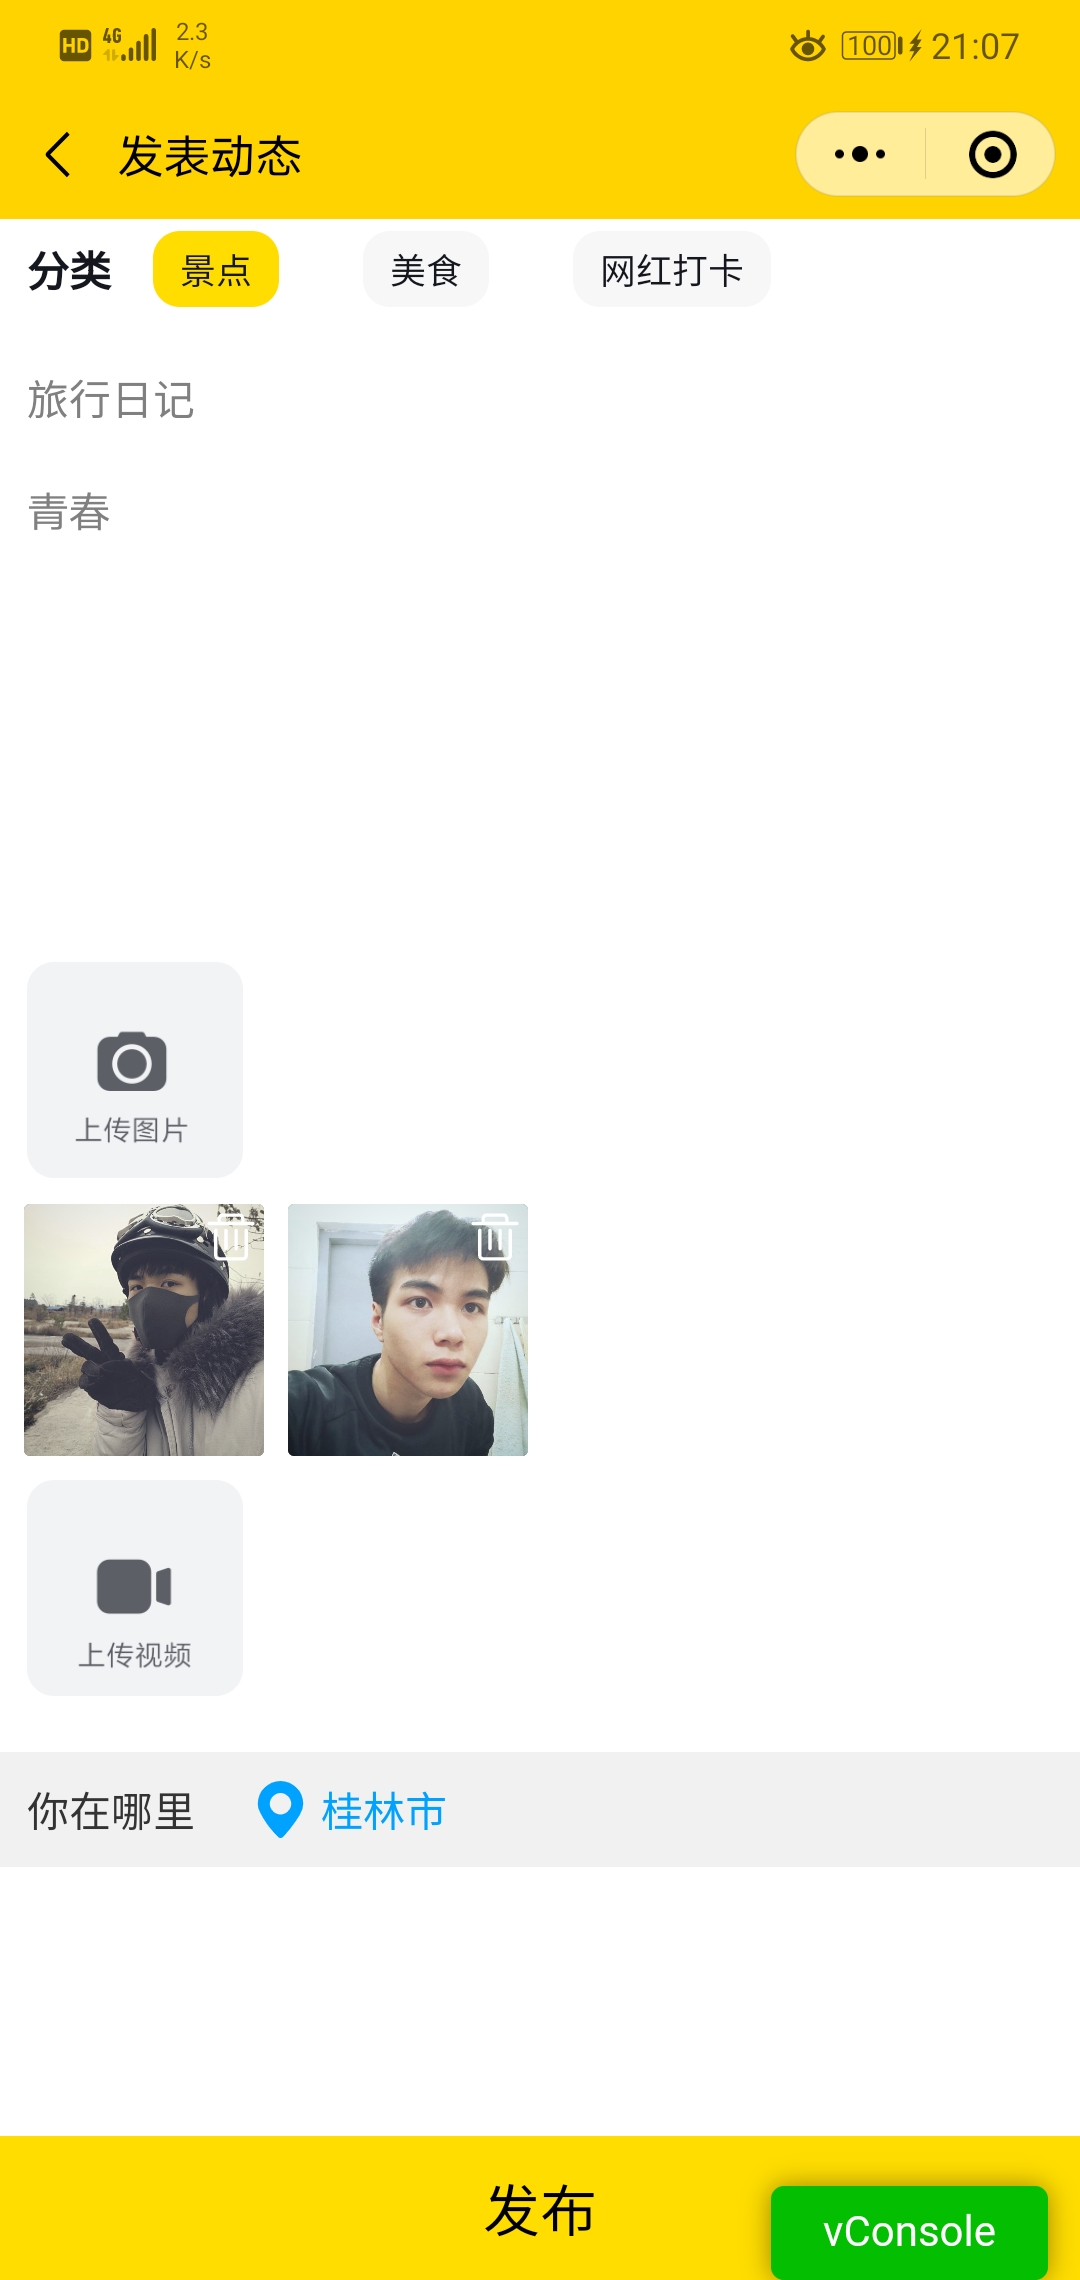 HD 4G 2.3 K/s 100 21:07
发表动态
分类 景点 美食 网红打卡
旅行日记
青春
上传图片
上传视频
你在哪里 桂林市
发布
vConsole